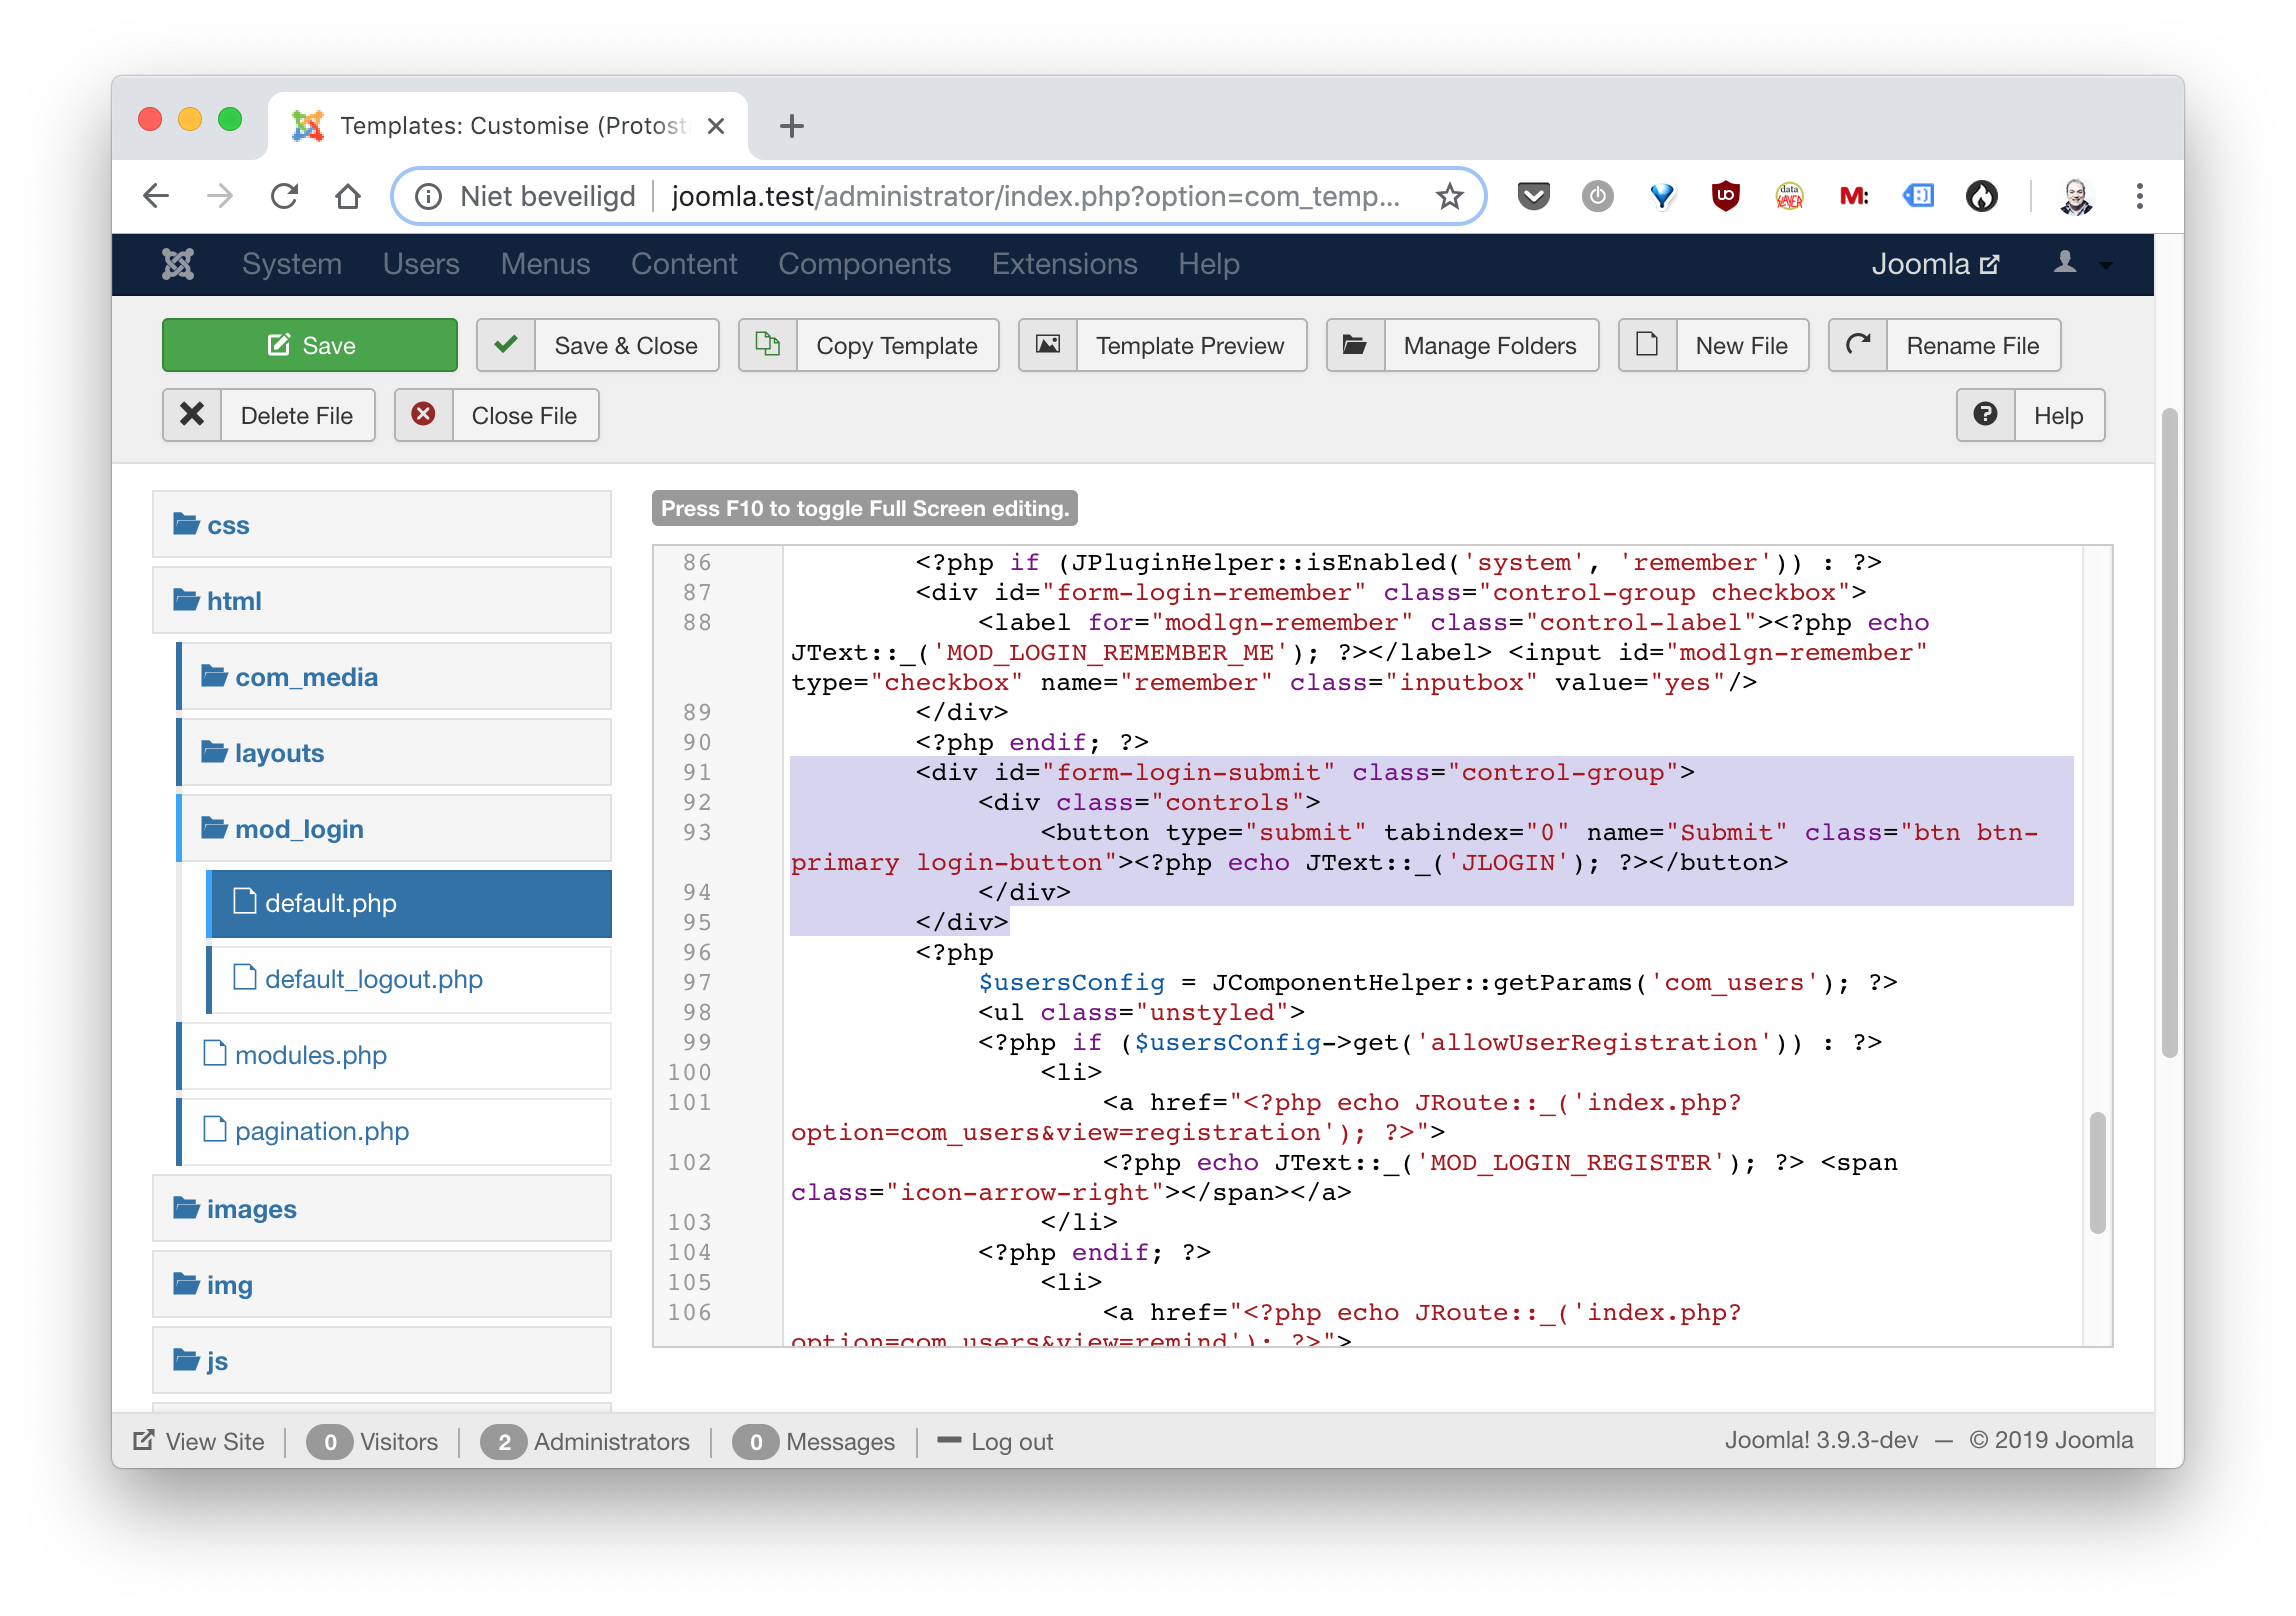 Templates: Customise (Protosta
Niet beveiligd joomla.test/administrator/index.php?option=com_temp...
System Users Menus Content Components Extensions Help Joomla
Save Save & Close Copy Template Template Preview Manage Folders New File Rename File
Delete File Close File Help
css
html
com_media
layouts
mod_login
default.php
default_logout.php
modules.php
pagination.php
images
img
js
Press F10 to toggle Full Screen editing.
86 <?php if (JPluginHelper::isEnabled('system', 'remember')) : ?>
87 <div id="form-login-remember" class="control-group checkbox">
88 <label for="modlgn-remember" class="control-label"><?php echo
JText::_('MOD_LOGIN_REMEMBER_ME'); ?></label> <input id="modlgn-remember"
type="checkbox" name="remember" class="inputbox" value="yes"/>
89 </div>
90 <?php endif; ?>
91 <div id="form-login-submit" class="control-group">
92 <div class="controls">
93 <button type="submit" tabindex="0" name="Submit" class="btn btn-
primary login-button"><?php echo JText::_('JLOGIN'); ?></button>
94 </div>
95 </div>
96 <?php
97 $usersConfig = JComponentHelper::getParams('com_users'); ?>
98 <ul class="unstyled">
99 <?php if ($usersConfig->get('allowUserRegistration')) : ?>
100 <li>
101 <a href="<?php echo JRoute::_('index.php?
option=com_users&view=registration'); ?>">
102 <?php echo JText::_('MOD_LOGIN_REGISTER'); ?> <span
class="icon-arrow-right"></span></a>
103 </li>
104 <?php endif; ?>
105 <li>
106 <a href="<?php echo JRoute::_('index.php?
option=com_users&view=remind'); ?>">
View Site 0 Visitors 2 Administrators 0 Messages Log out
Joomla! 3.9.3-dev — © 2019 Joomla